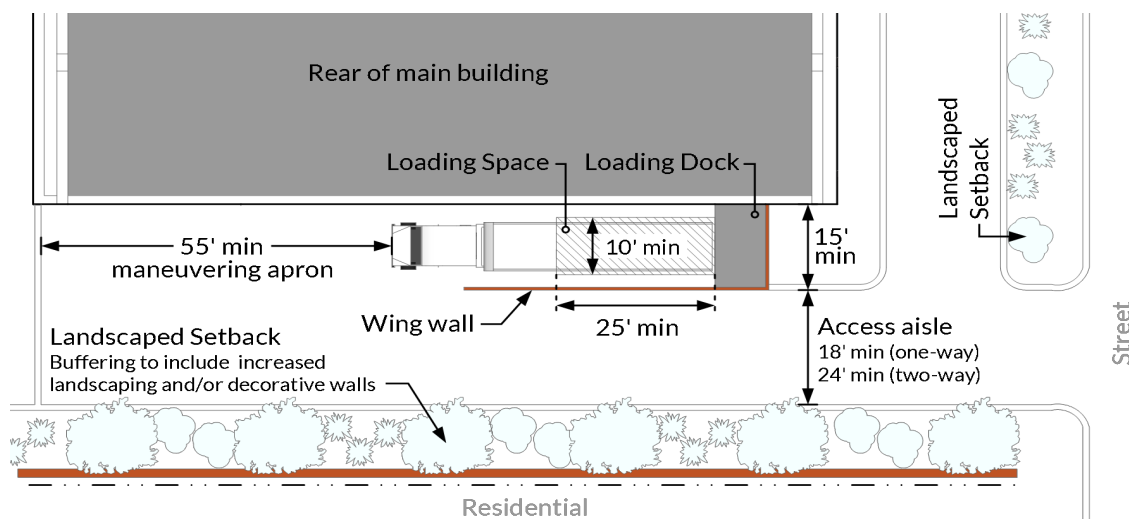 Rear of main building
Loading Space
Loading Dock
Landscaped
Setback
55' min
maneuvering apron
10' min
15'
min
25' min
Wing wall
Landscaped Setback
Buffering to include increased
landscaping and/or decorative walls
Access aisle
18' min (one-way)
24' min (two-way)
Street
Residential